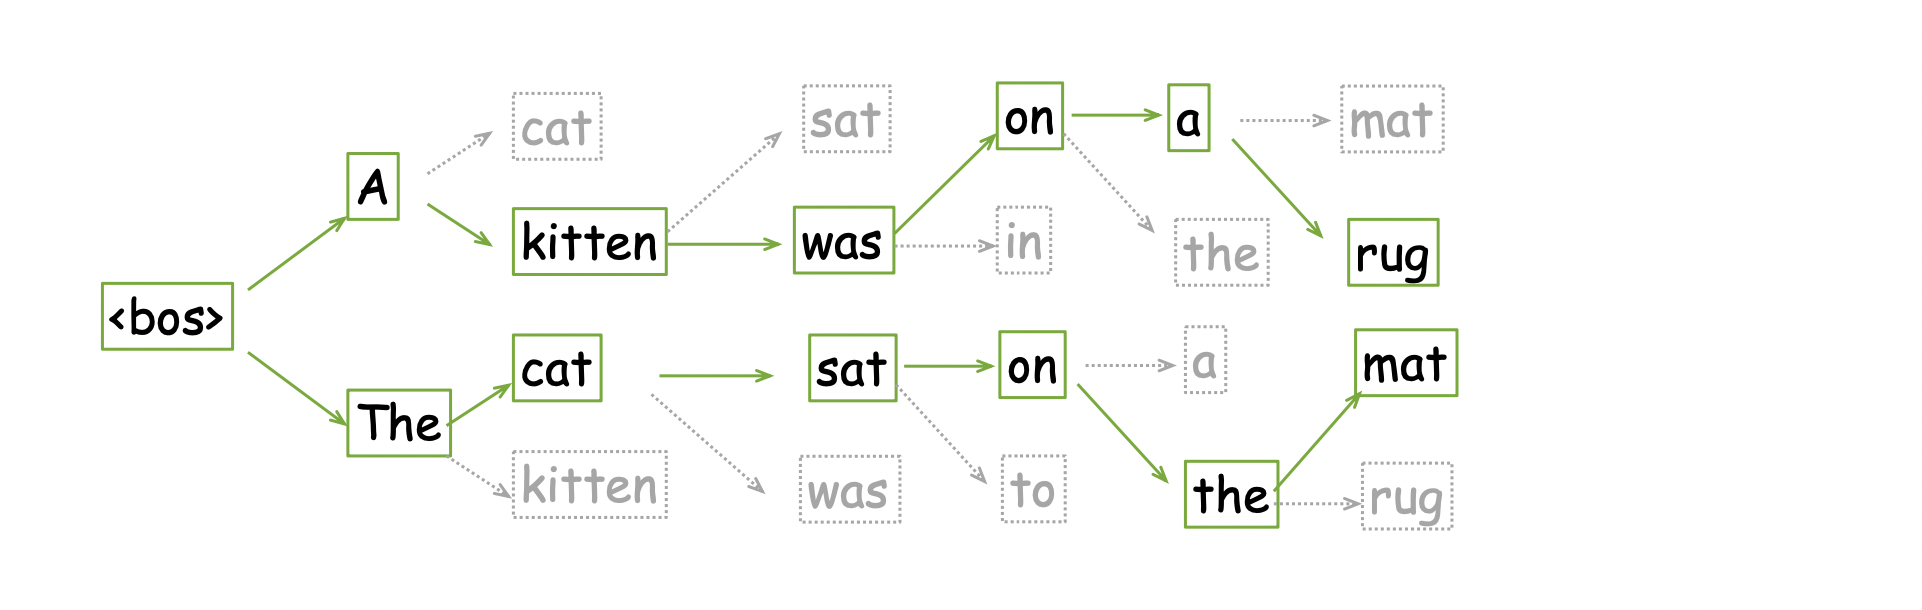 cat
sat
on
a
mat
A
kitten
was
in
the
rug
<bos>
cat
sat
on
a
mat
The
kitten
was
to
the
rug